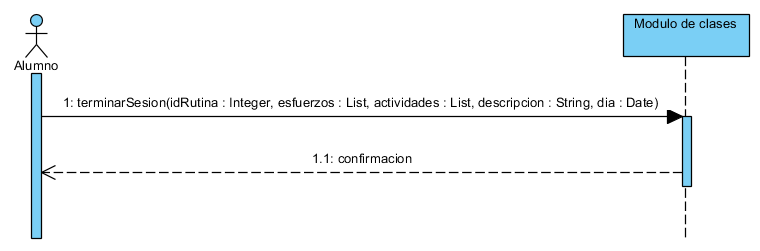 Modulo de clases
Alumno
1: terminarSesion(idRutina : Integer, esfuerzos : List, actividades : List, descripcion : String, dia : Date)
1.1: confirmacion